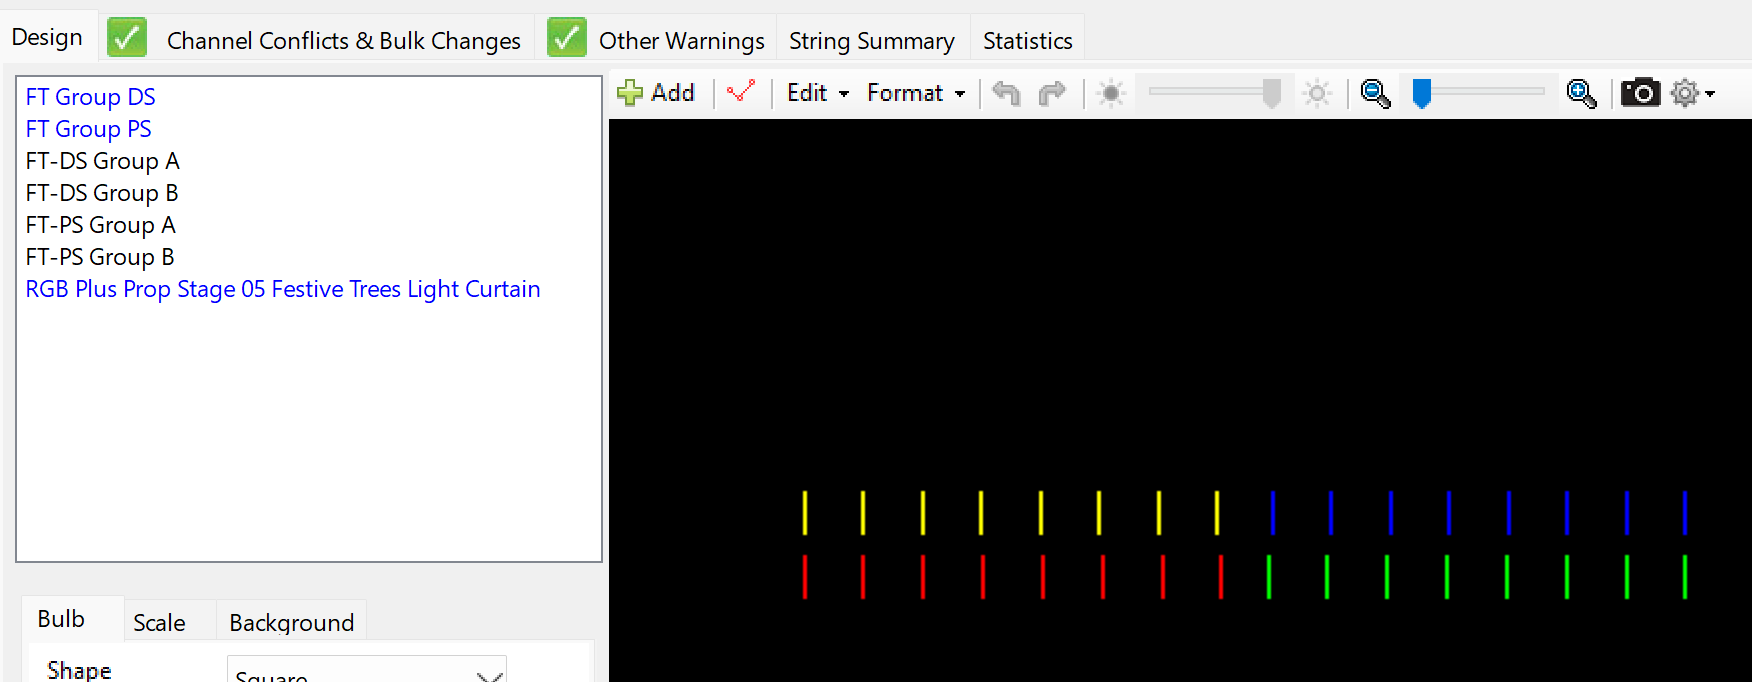 Design Channel Conflicts & Bulk Changes Other Warnings String Summary Statistics
Add Edit Format
FT Group DS
FT Group PS
FT-DS Group A
FT-DS Group B
FT-PS Group A
FT-PS Group B
RGB Plus Prop Stage 05 Festive Trees Light Curtain
Bulb Scale Background
Shape Square